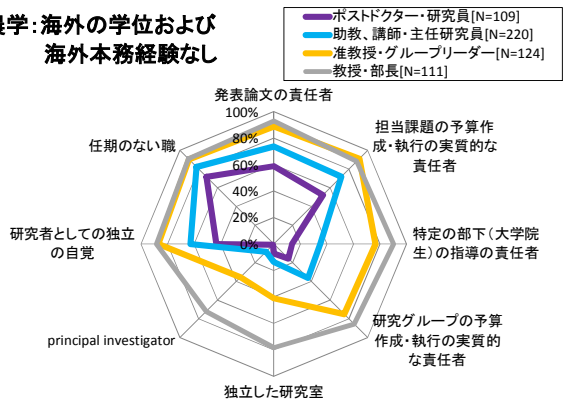 学:海外の学位および
海外本務経験なし
ポストドクター・研究員[N=109]
助教、講師・主任研究員[N=220]
准教授・グループリーダー[N=124]
教授・部長[N=111]
発表論文の責任者
担当課題の予算作
成・執行の実質的な
責任者
特定の部下(大学院
生)の指導の責任者
研究グループの予算
作成・執行の実質的
な責任者
独立した研究室
principal investigator
研究者としての独立
の自覚
任期のない職
100%
80%
60%
40%
20%
0%